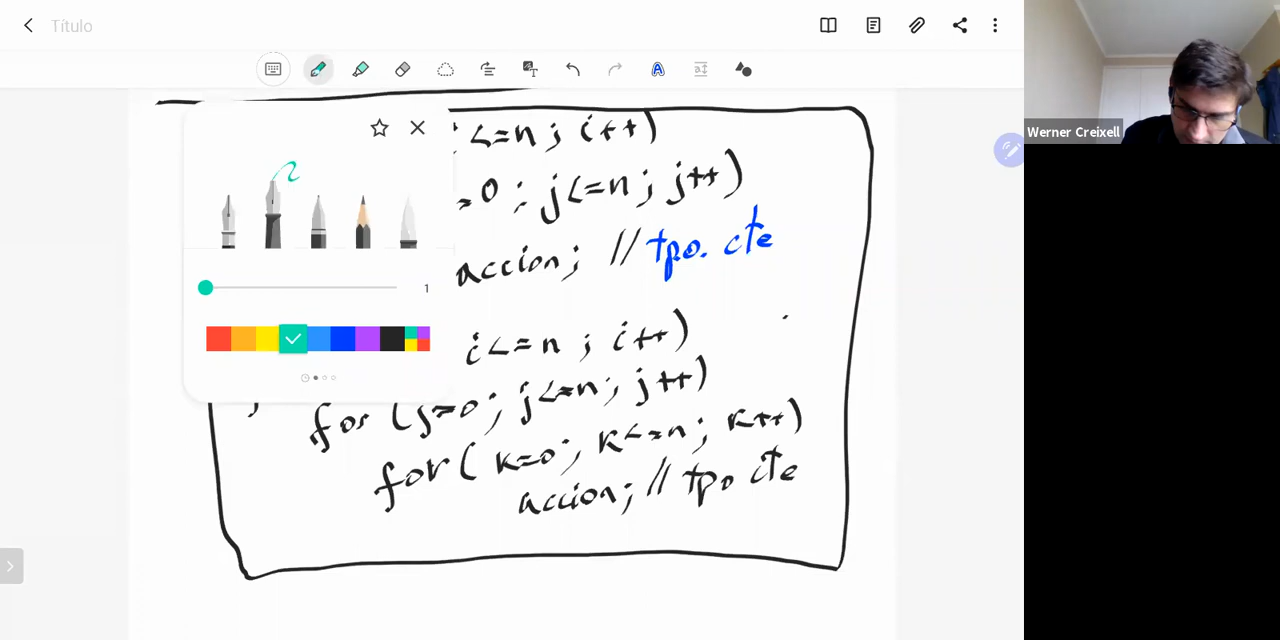 Título
Werner Creixell
<=n ; i++)
=0 ; j<=n ; j++)
accion; // tpo. cte
1
i<=n ; i++)
for (j=0; j<=n; j++)
for( k=0; k<=n; k++)
accion; // tpo cte